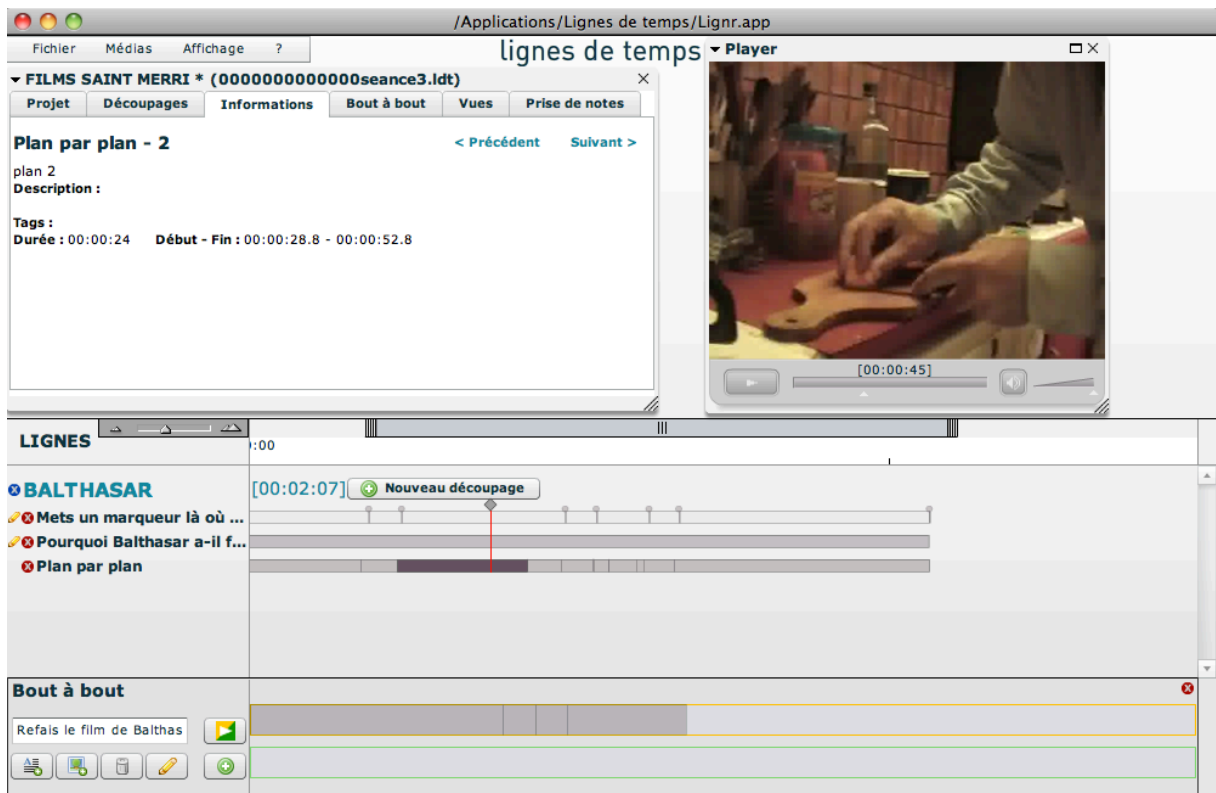 /Applications/Lignes de temps/Lignr.app
Fichier Médias Affichage ?
lignes de temps
Player
FILMS SAINT MERRI * (0000000000000seance3.ldt)
Projet Découpages Informations Bout à bout Vues Prise de notes
Plan par plan - 2
< Précédent Suivant >
plan 2
Description :
Tags :
Durée : 00:00:24 Début - Fin : 00:00:28.8 - 00:00:52.8
[00:00:45]
LIGNES
:00
BALTHASAR
[00:02:07]
Nouveau découpage
Mets un marqueur là où ...
Pourquoi Balthasar a-il f...
Plan par plan
Bout à bout
Refais le film de Balthas